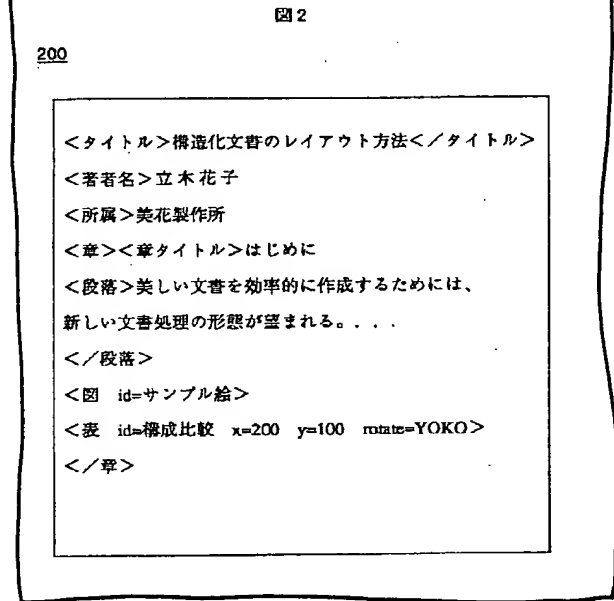 図2
200
＜タイトル＞構造化文書のレイアウト方法＜／タイトル＞
＜著者名＞立木花子
＜所属＞美花製作所
＜章＞＜章タイトル＞はじめに
＜段落＞美しい文書を効率的に作成するためには、
新しい文書処理の形態が望まれる。．．．
＜／段落＞
＜図　id=サンプル絵＞
＜表　id=構成比較　x=200　y=100　rotate=YOKO＞
＜／章＞